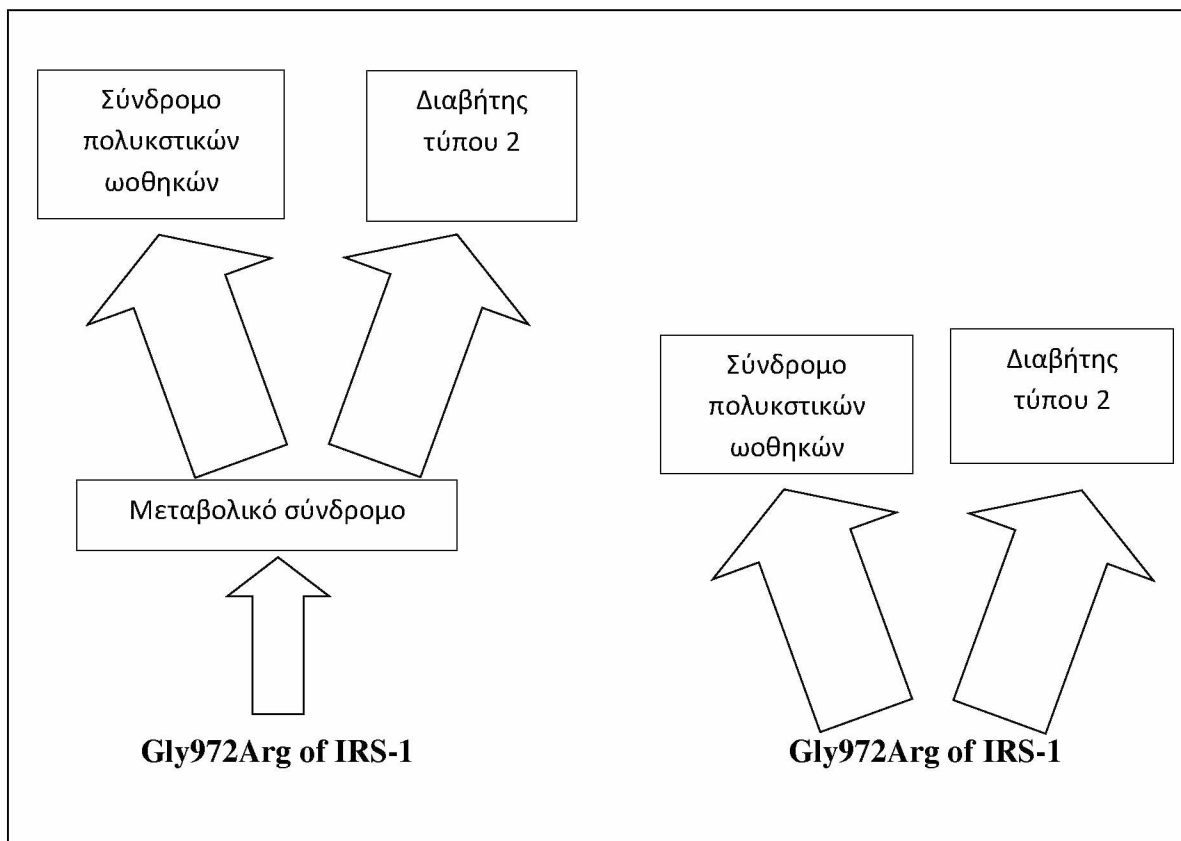 Σύνδρομο
πολυκστικών
ωοθηκών
Διαβήτης
τύπου 2
Μεταβολικό σύνδρομο
Gly972Arg of IRS-1
Σύνδρομο
πολυκστικών
ωοθηκών
Διαβήτης
τύπου 2
Gly972Arg of IRS-1